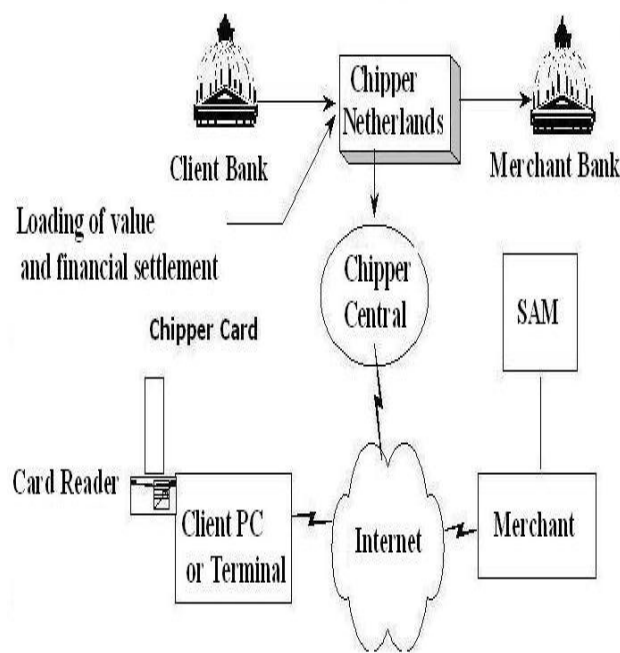 Chipper
Netherlands
Client Bank
Merchant Bank
Loading of value
and financial settlement
Chipper
Central
SAM
Chipper Card
Card Reader
Client PC
or Terminal
Internet
Merchant